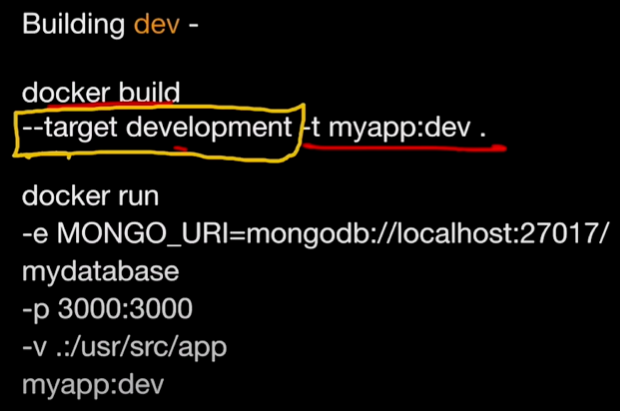 Building dev -
docker build
--target development -t myapp:dev .
docker run
-e MONGO_URI=mongodb://localhost:27017/
mydatabase
-p 3000:3000
-v .:/usr/src/app
myapp:dev